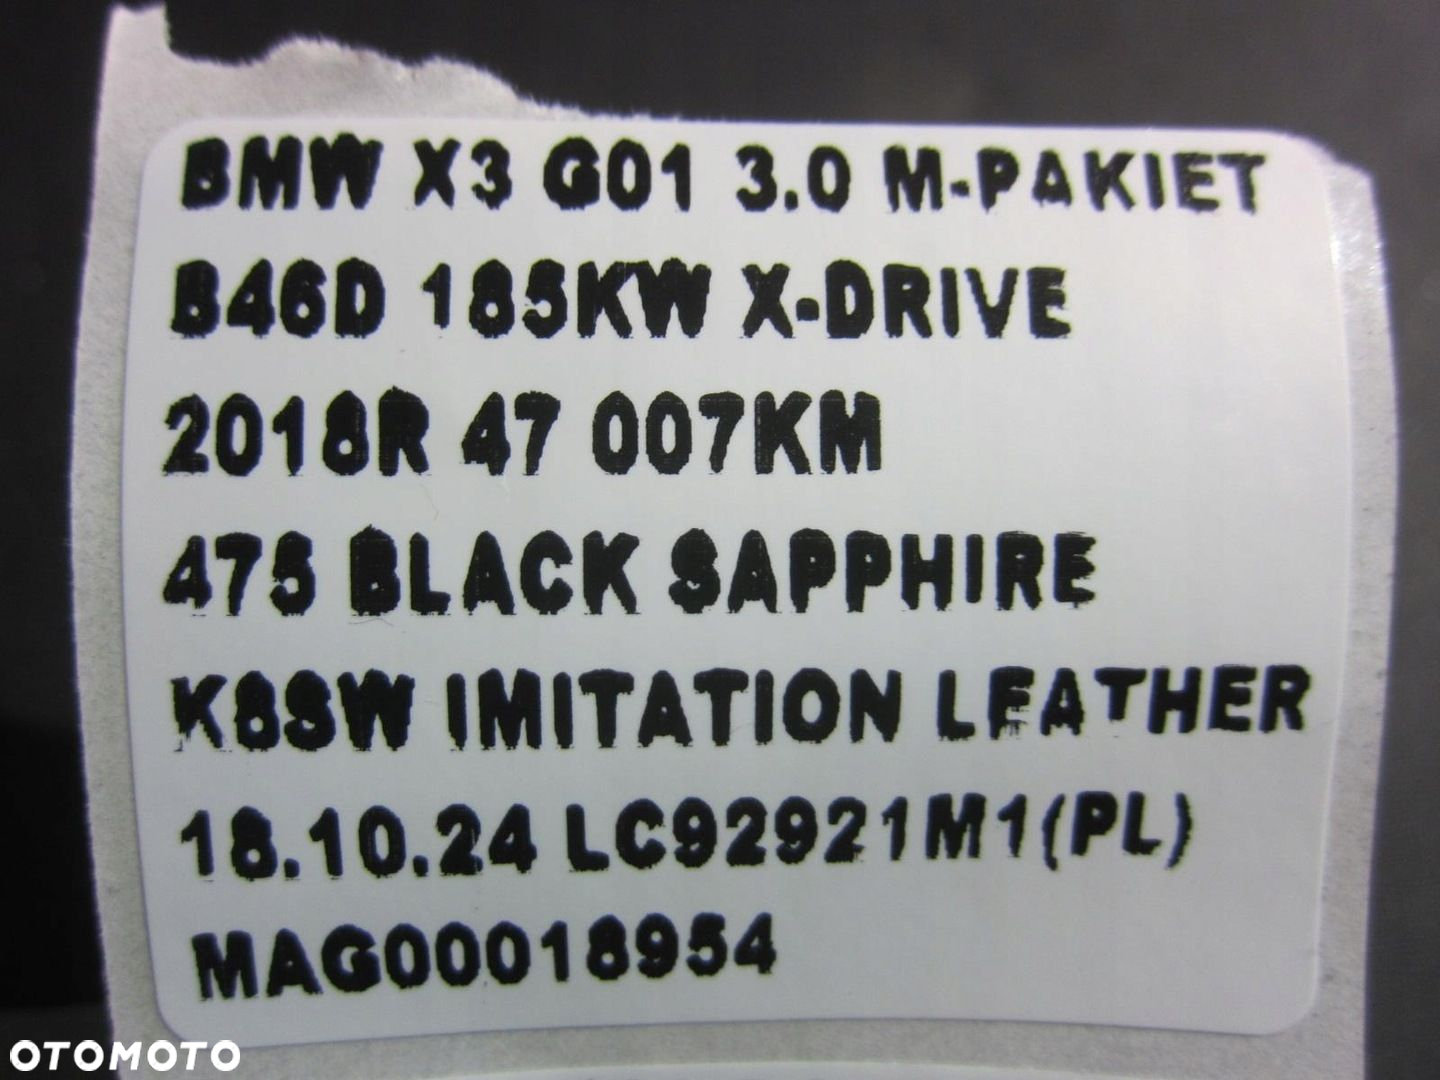 BMW X3 G01 3.0 M-PAKIET
B46D 185KW X-DRIVE
2018R 47 007KM
475 BLACK SAPPHIRE
K8SW IMITATION LEATHER
18.10.24 LC92921M1(PL)
MAG00018954
OTOMOTO